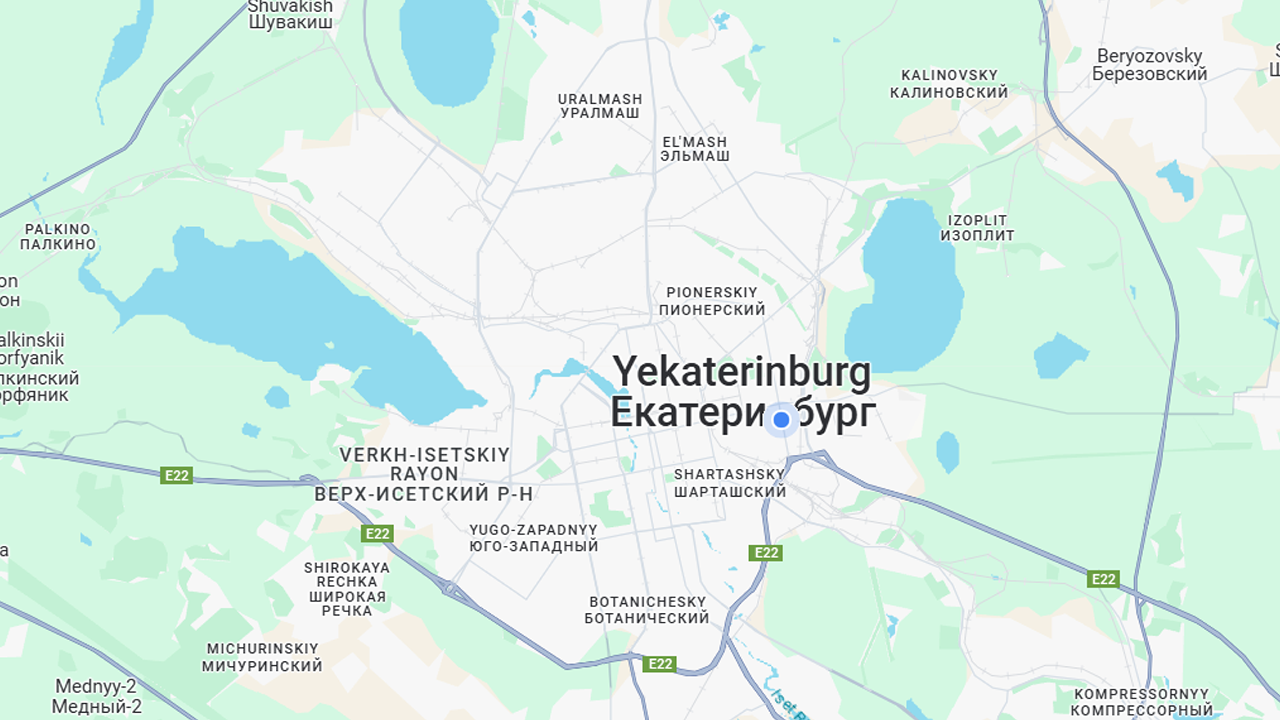 Shuvakish
Шувакиш
Beryozovsky
Березовский
KALINOVSKY
КАЛИНОВСКИЙ
URALMASH
УРАЛМАШ
EL'MASH
ЭЛЬМАШ
PALKINO
ПАЛКИНО
IZOPLIT
ИЗОПЛИТ
PIONERSKIY
ПИОНЕРСКИЙ
Yekaterinburg
VERKH-ISETSKIY
RAYON
ВЕРХ-ИСЕТСКИЙ Р-Н
E22
SHARTASHSKY
ШАРТАШСКИЙ
E22
YUGO-ZAPADNYY
ЮГО-ЗАПАДНЫЙ
E22
E22
SHIROKAYA
RECHKA
ШИРОКАЯ
РЕЧКА
BOTANICHESKY
БОТАНИЧЕСКИЙ
MICHURINSKIY
МИЧУРИНСКИЙ
E22
Mednyy-2
Медный-2
KOMPRESSORNYY
КОМПРЕССОРНЫЙ
Iset